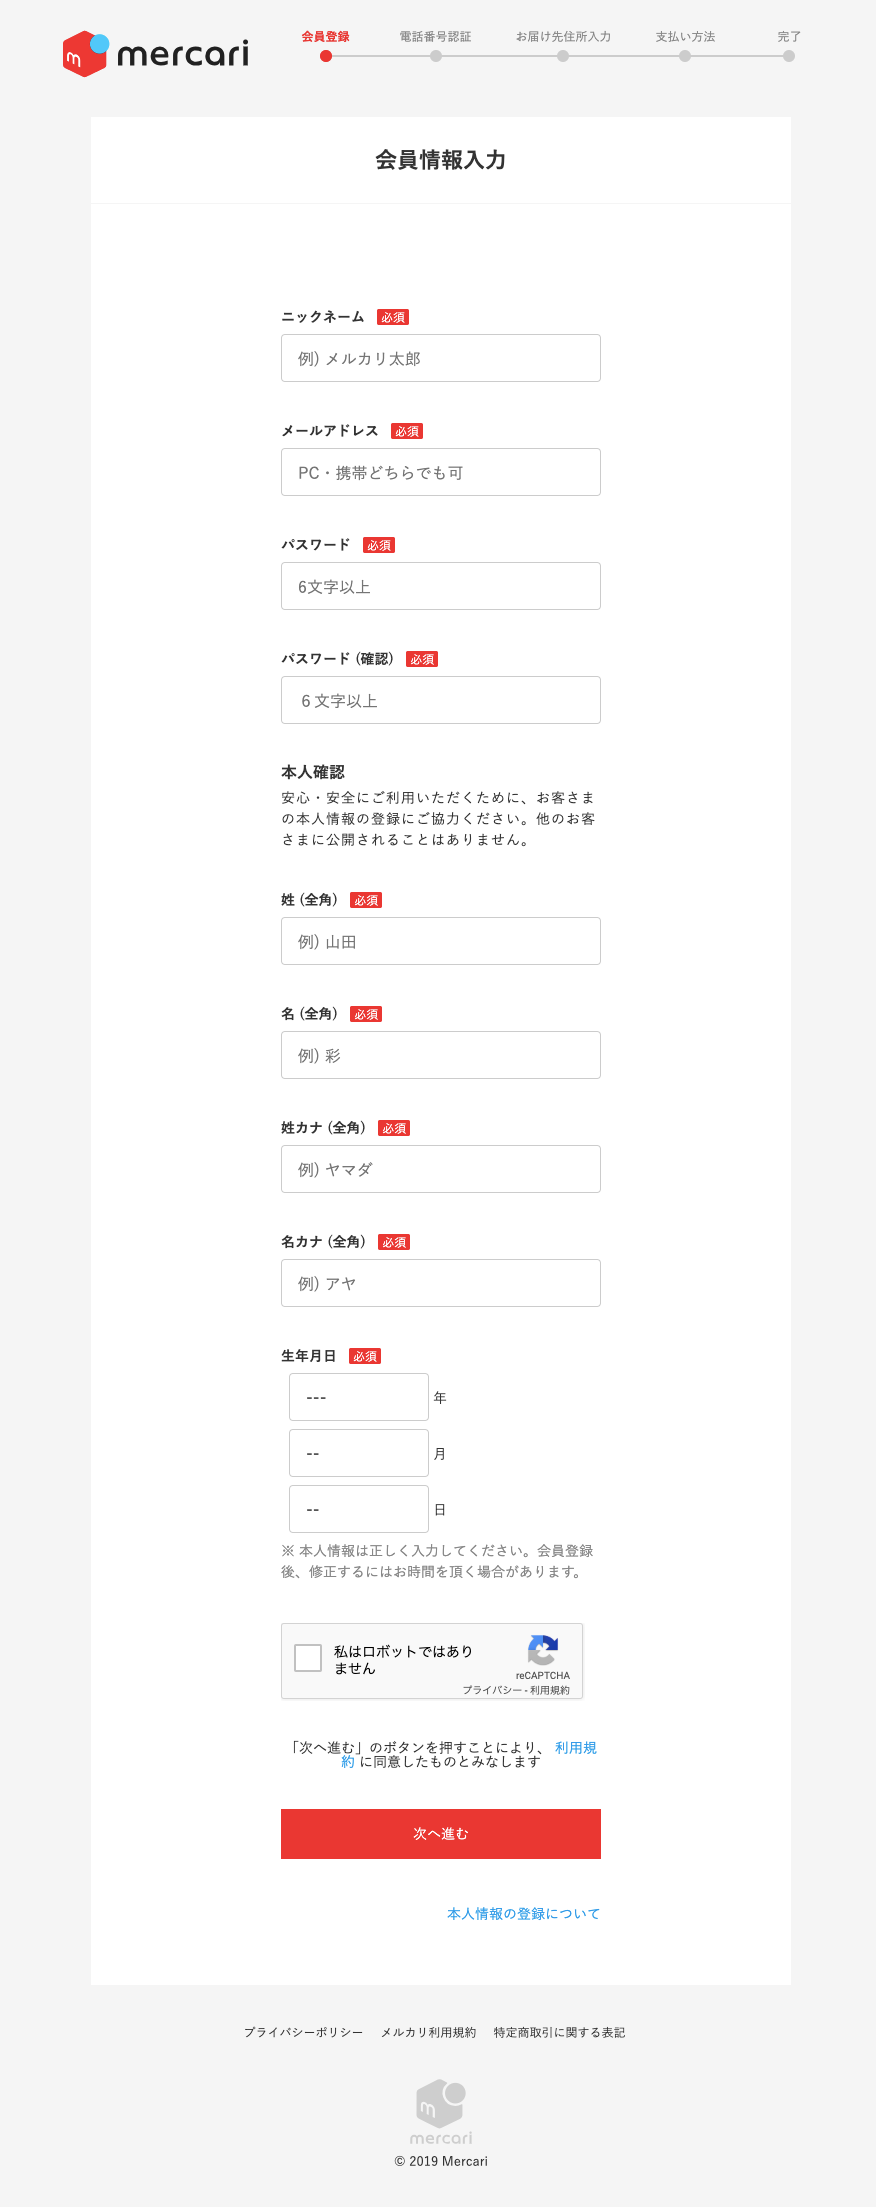 mercari
会員登録
電話番号認証
お届け先住所入力
支払い方法
完了
会員情報入力
ニックネーム 必須
例) メルカリ太郎
メールアドレス 必須
PC・携帯どちらでも可
パスワード 必須
6文字以上
パスワード (確認) 必須
６文字以上
本人確認
安心・安全にご利用いただくために、お客さま
の本人情報の登録にご協力ください。他のお客
さまに公開されることはありません。
姓 (全角) 必須
例) 山田
名 (全角) 必須
例) 彩
姓カナ (全角) 必須
例) ヤマダ
名カナ (全角) 必須
例) アヤ
生年月日 必須
--- 年
-- 月
-- 日
※ 本人情報は正しく入力してください。会員登録
後、修正するにはお時間を頂く場合があります。
私はロボットではあり
ません
reCAPTCHA
プライバシー - 利用規約
「次へ進む」のボタンを押すことにより、 利用規
約 に同意したものとみなします
次へ進む
本人情報の登録について
プライバシーポリシー メルカリ利用規約 特定商取引に関する表記
mercari
© 2019 Mercari